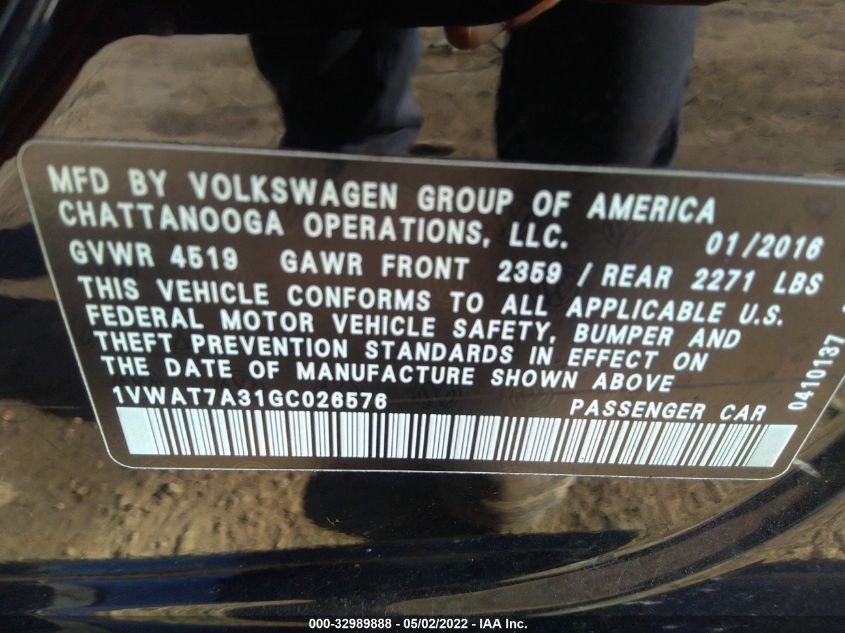 MFD BY VOLKSWAGEN GROUP OF AMERICA
CHATTANOOGA OPERATIONS, LLC. 01/2016
GVWR 4519 GAWR FRONT 2359 / REAR 2271 LBS
THIS VEHICLE CONFORMS TO ALL APPLICABLE U.S.
FEDERAL MOTOR VEHICLE SAFETY, BUMPER AND
THEFT PREVENTION STANDARDS IN EFFECT ON
THE DATE OF MANUFACTURE SHOWN ABOVE
1VWAT7A31GC026576 PASSENGER CAR
0410137
000-32989888 - 05/02/2022 - IAA Inc.